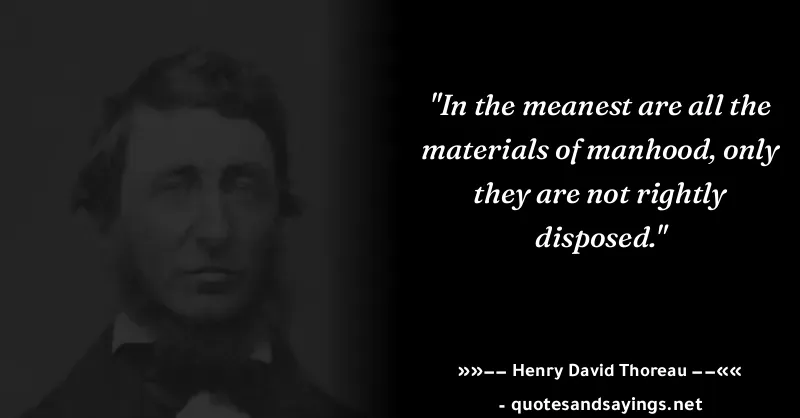 "In the meanest are all the
materials of manhood, only
they are not rightly
disposed."
»»–– Henry David Thoreau ––««
- quotesandsayings.net